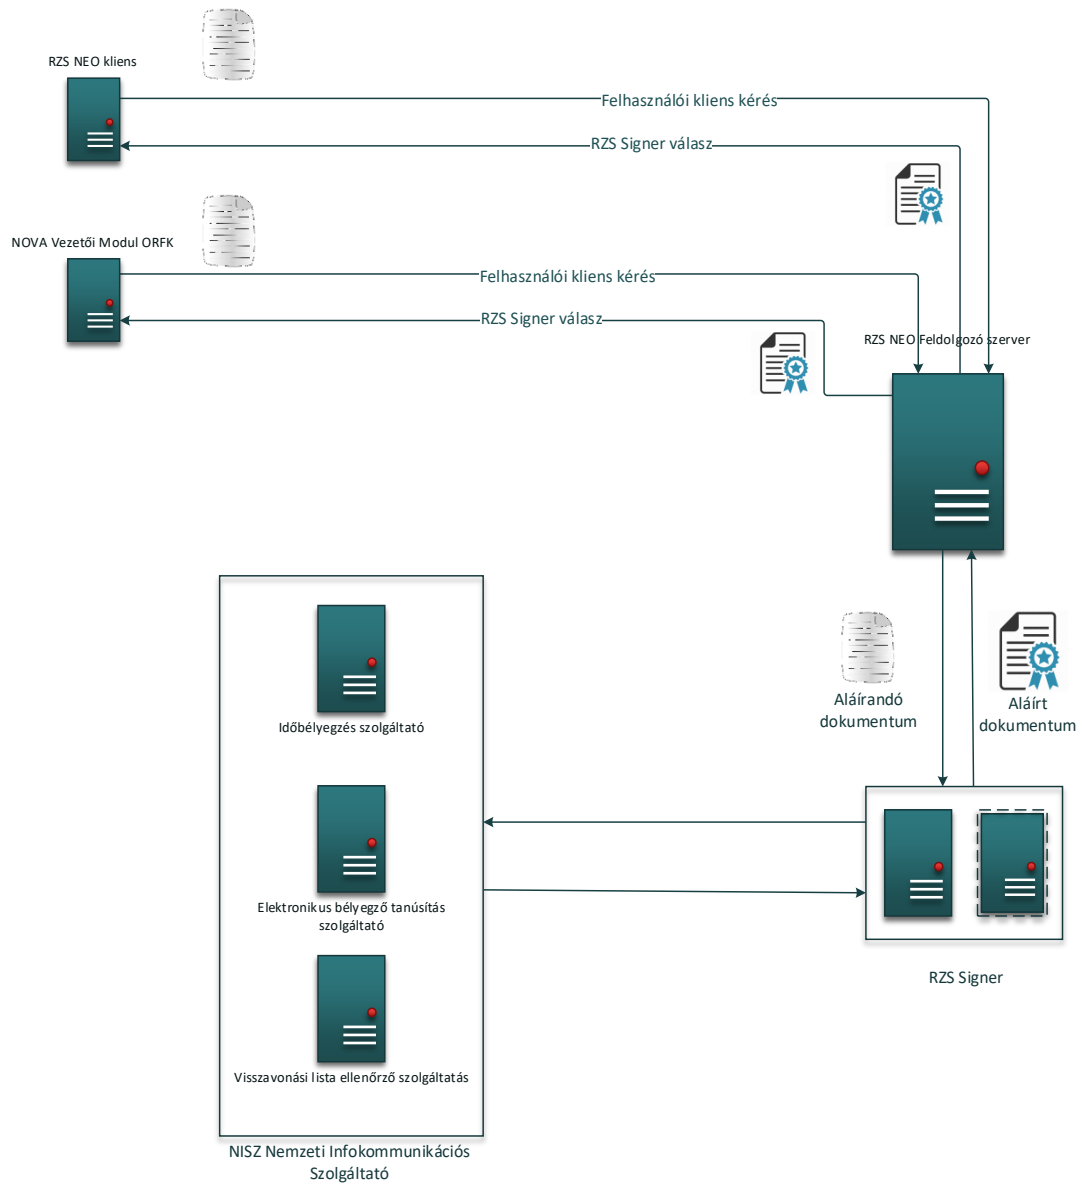 RZS NEO kliens
Felhasználói kliens kérés
RZS Signer válasz
NOVA Vezetői Modul ORFK
Felhasználói kliens kérés
RZS Signer válasz
RZS NEO Feldolgozó szerver
Aláírandó
dokumentum
Aláírt
dokumentum
Időbélyegzés szolgáltató
Elektronikus bélyegző tanúsítás
szolgáltató
RZS Signer
Visszavonási lista ellenőrző szolgáltatás
NISZ Nemzeti Infokommunikációs
Szolgáltató